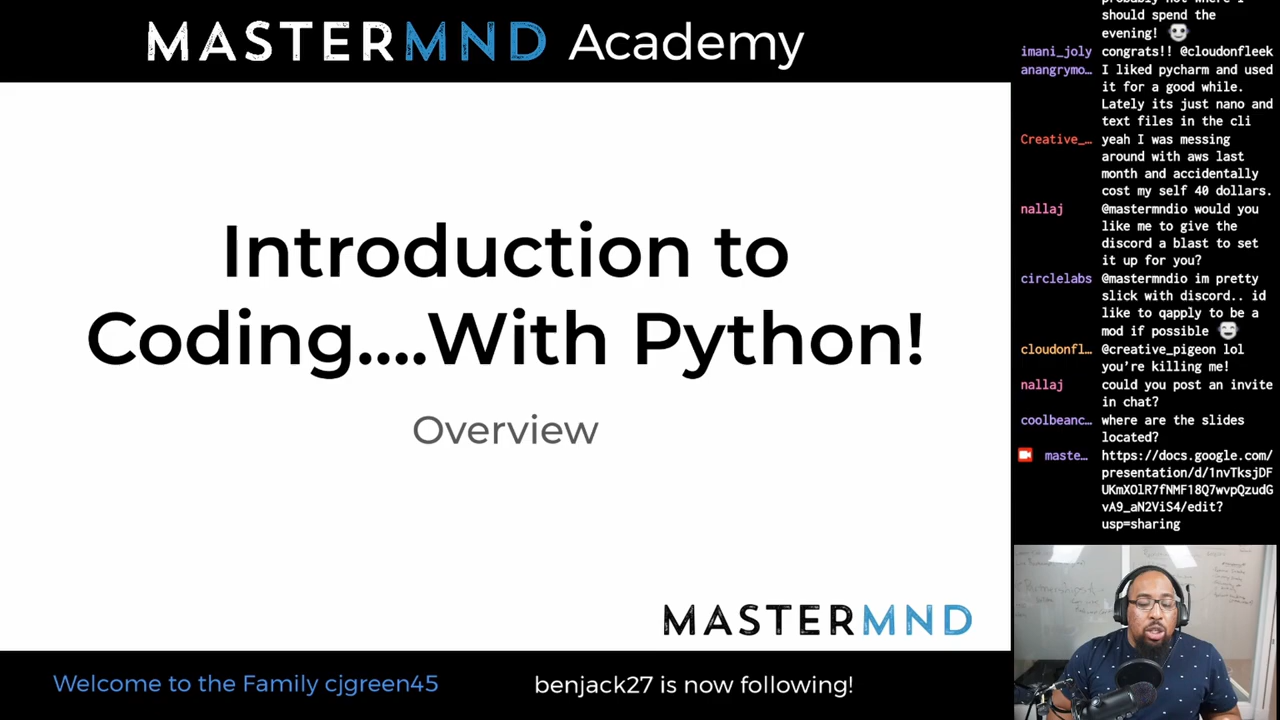 MASTERMND Academy
Introduction to
Coding....With Python!
Overview
MASTERMND
Welcome to the Family cjgreen45
benjack27 is now following!
should spend the
evening!
imani_joly congrats!! @cloudonfleek
anangrymo… I liked pycharm and used
it for a good while.
Lately its just nano and
text files in the cli
Creative_… yeah I was messing
around with aws last
month and accidentally
cost my self 40 dollars.
nallaj @mastermndio would you
like me to give the
discord a blast to set
it up for you?
circlelabs @mastermndio im pretty
slick with discord.. id
like to qapply to be a
mod if possible
cloudonfl… @creative_pigeon lol
you're killing me!
nallaj could you post an invite
in chat?
coolbeanc… where are the slides
located?
maste… https://docs.google.com/
presentation/d/1nvTksjDF
UKmXOlR7fNMF18Q7wvpQzudG
vA9_aN2ViS4/edit?
usp=sharing